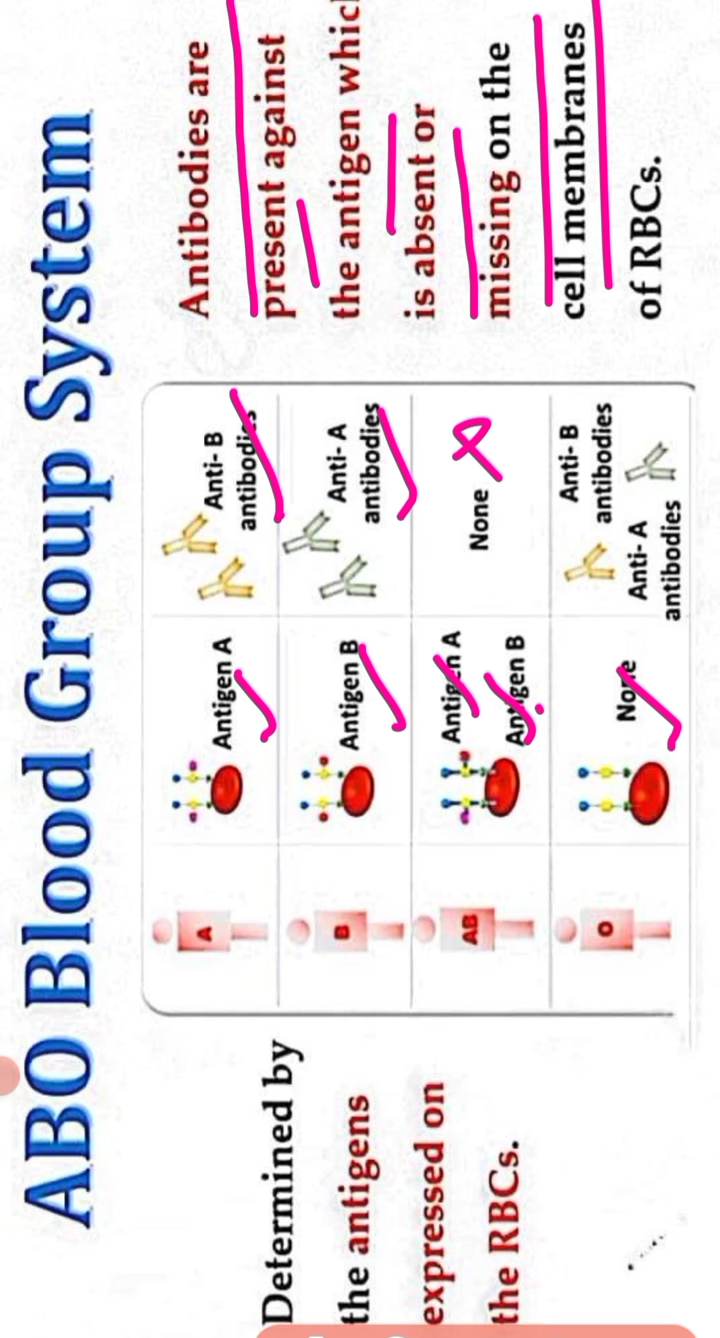 ABO Blood Group System
Determined by
the antigens
expressed on
the RBCs.
A
Antigen A
Anti- B
antibodies
B
Antigen B
Anti- A
antibodies
AB
Antigen A
Antigen B
None
O
None
Anti- B
antibodies
Anti- A
antibodies
Antibodies are
present against
the antigen which
is absent or
missing on the
cell membranes
of RBCs.